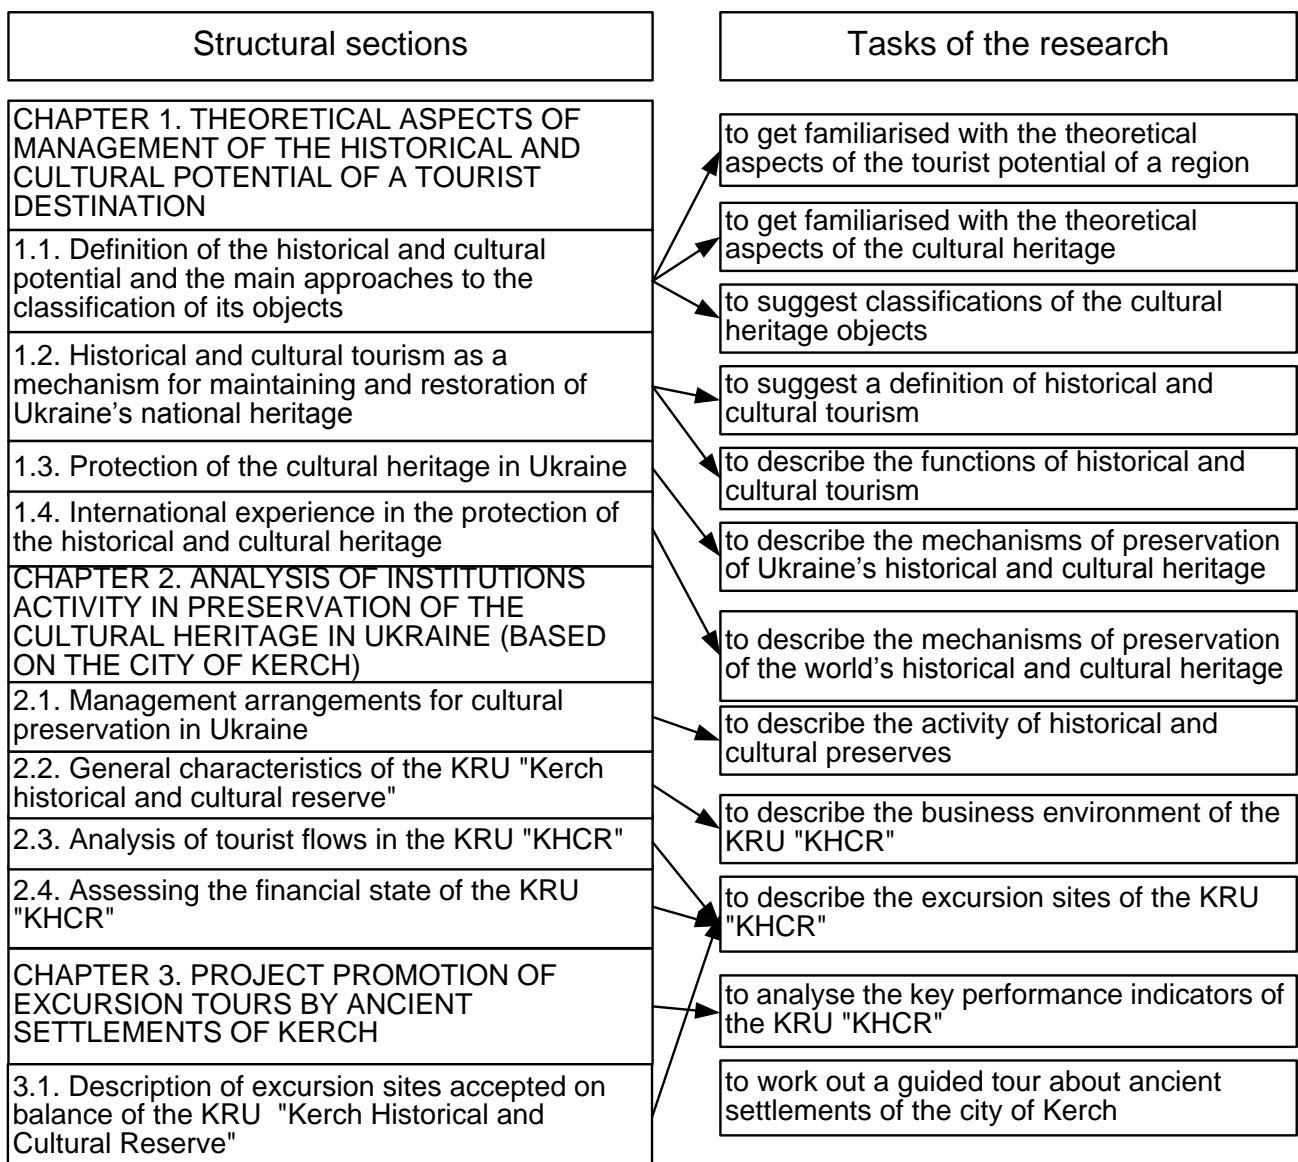 Structural sections
CHAPTER 1. THEORETICAL ASPECTS OF
MANAGEMENT OF THE HISTORICAL AND
CULTURAL POTENTIAL OF A TOURIST
DESTINATION
1.1. Definition of the historical and cultural
potential and the main approaches to the
classification of its objects
1.2. Historical and cultural tourism as a
mechanism for maintaining and restoration of
Ukraine’s national heritage
1.3. Protection of the cultural heritage in Ukraine
1.4. International experience in the protection of
the historical and cultural heritage
CHAPTER 2. ANALYSIS OF INSTITUTIONS
ACTIVITY IN PRESERVATION OF THE
CULTURAL HERITAGE IN UKRAINE (BASED
ON THE CITY OF KERCH)
2.1. Management arrangements for cultural
preservation in Ukraine
2.2. General characteristics of the KRU "Kerch
historical and cultural reserve"
2.3. Analysis of tourist flows in the KRU "KHCR"
2.4. Assessing the financial state of the KRU
"KHCR"
CHAPTER 3. PROJECT PROMOTION OF
EXCURSION TOURS BY ANCIENT
SETTLEMENTS OF KERCH
3.1. Description of excursion sites accepted on
balance of the KRU  "Kerch Historical and
Cultural Reserve"
Tasks of the research
to get familiarised with the theoretical
aspects of the tourist potential of a region
to get familiarised with the theoretical
aspects of the cultural heritage
to suggest classifications of the cultural
heritage objects
to suggest a definition of historical and
cultural tourism
to describe the functions of historical and
cultural tourism
to describe the mechanisms of preservation
of Ukraine’s historical and cultural heritage
to describe the mechanisms of preservation
of the world’s historical and cultural heritage
to describe the activity of historical and
cultural preserves
to describe the business environment of the
KRU "KHCR"
to describe the excursion sites of the KRU
"KHCR"
to analyse the key performance indicators of
the KRU "KHCR"
to work out a guided tour about ancient
settlements of the city of Kerch